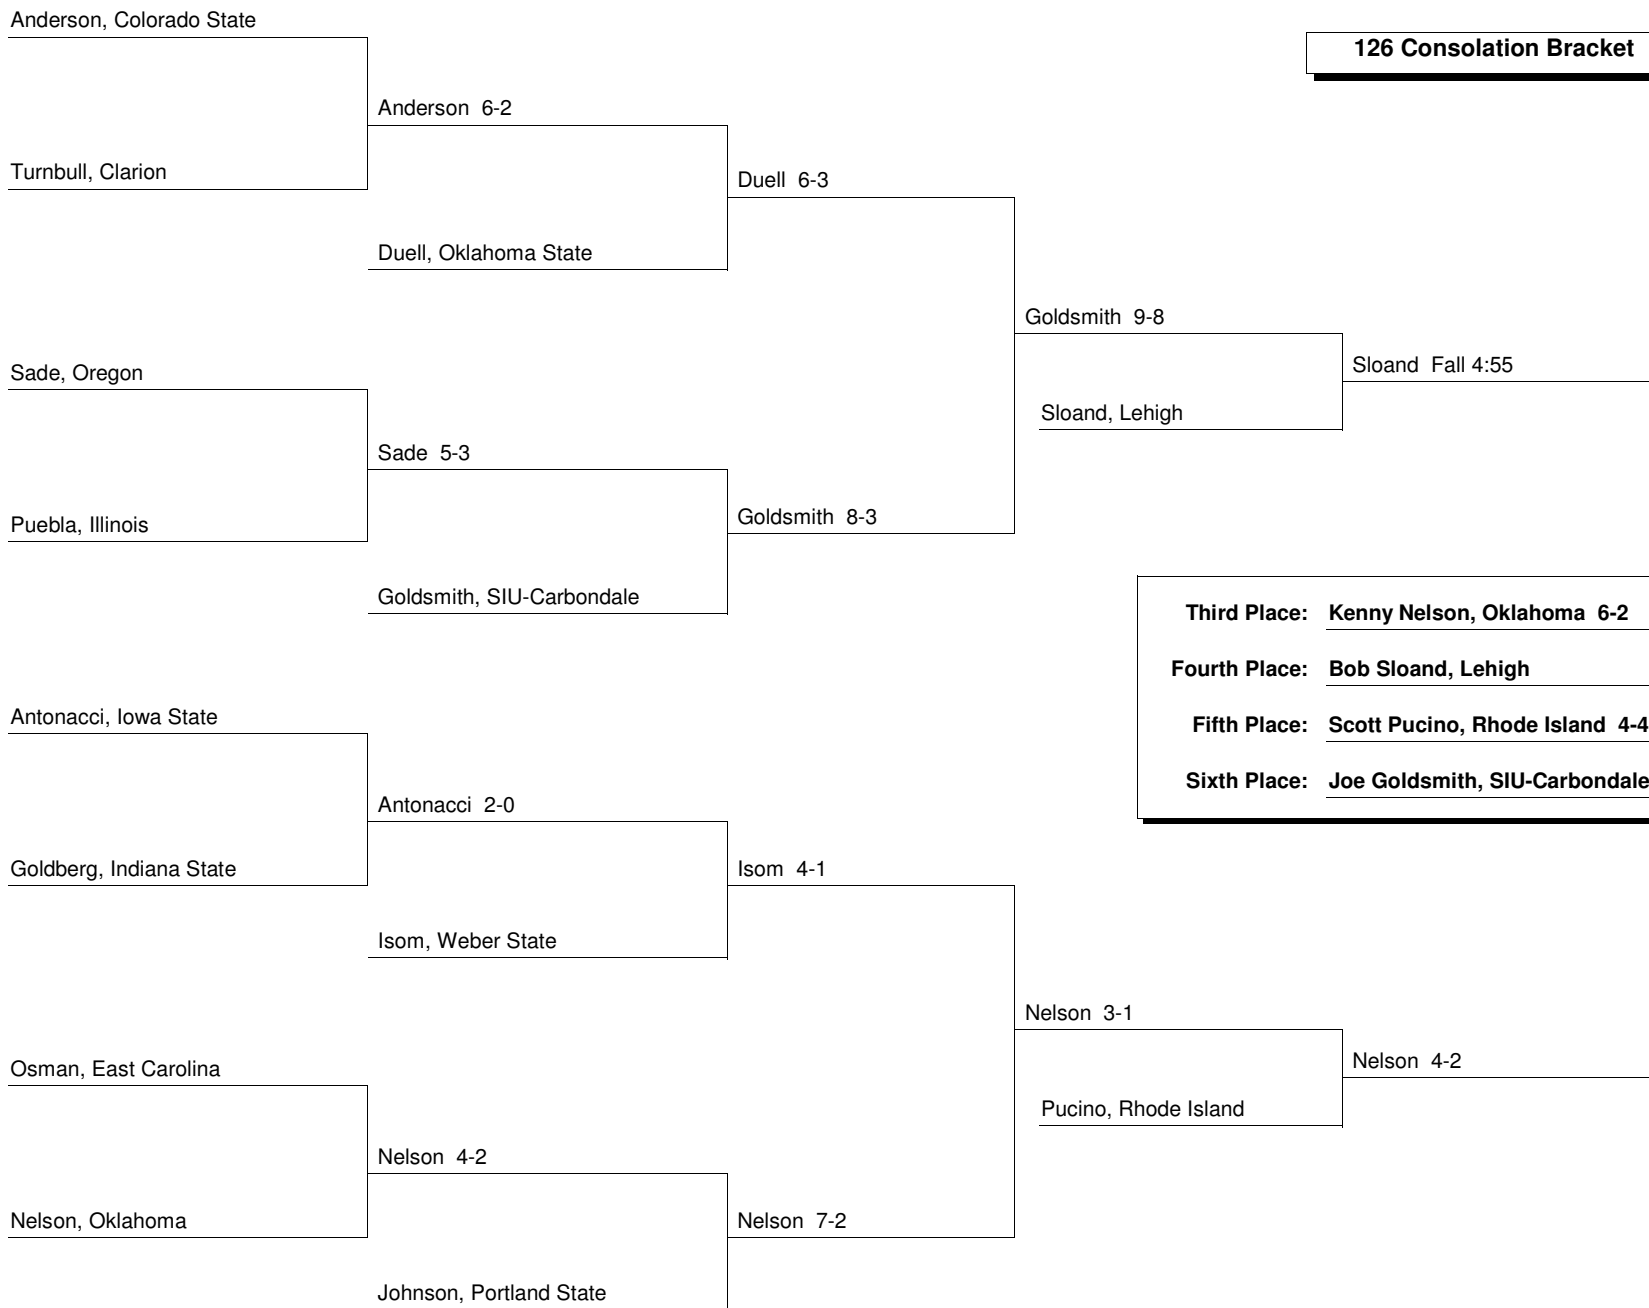 Anderson, Colorado State
126 Consolation Bracket
Anderson 6-2
Turnbull, Clarion
Duell 6-3
Duell, Oklahoma State
Goldsmith 9-8
Sloand Fall 4:55
Sade, Oregon
Sloand, Lehigh
Sade 5-3
Goldsmith 8-3
Puebla, Illinois
Goldsmith, SIU-Carbondale
Third Place: Kenny Nelson, Oklahoma 6-2
Fourth Place: Bob Sloand, Lehigh
Fifth Place: Scott Pucino, Rhode Island 4-4
Sixth Place: Joe Goldsmith, SIU-Carbondale
Antonacci, Iowa State
Antonacci 2-0
Goldberg, Indiana State
Isom 4-1
Isom, Weber State
Nelson 3-1
Osman, East Carolina
Nelson 4-2
Pucino, Rhode Island
Nelson 4-2
Nelson, Oklahoma
Nelson 7-2
Johnson, Portland State